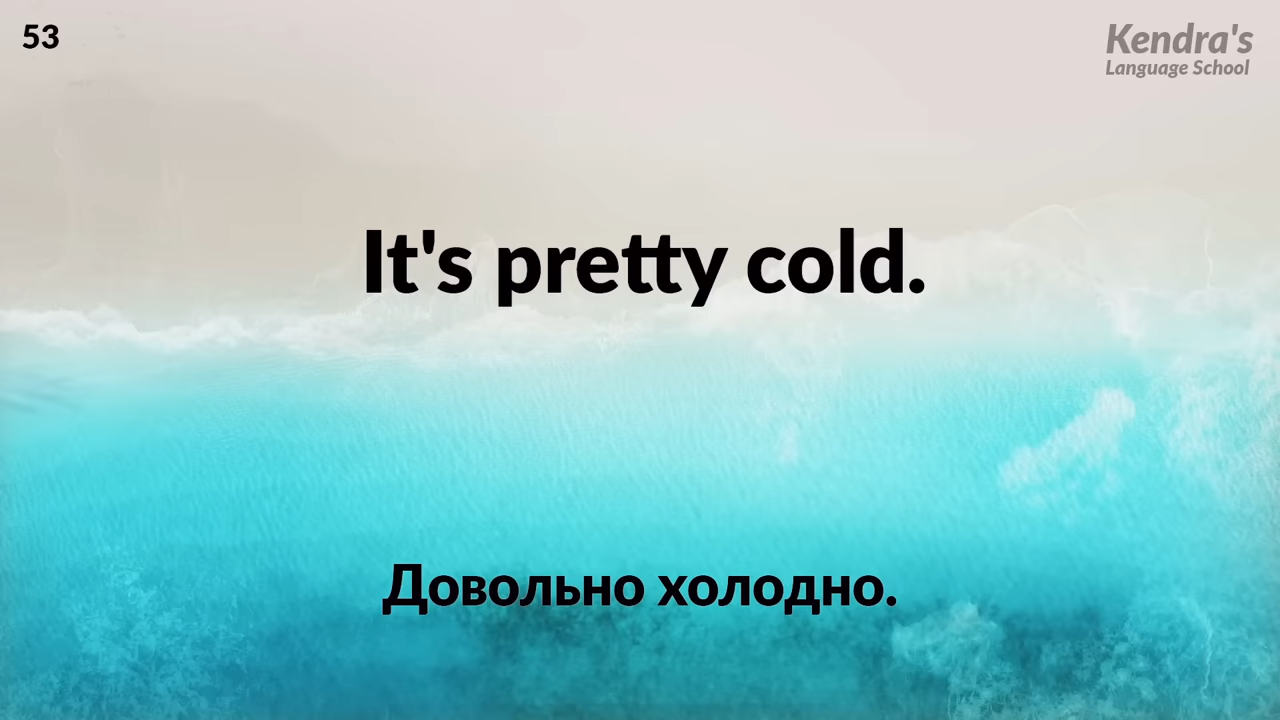 53
Kendra's
Language School
It's pretty cold.
Довольно холодно.